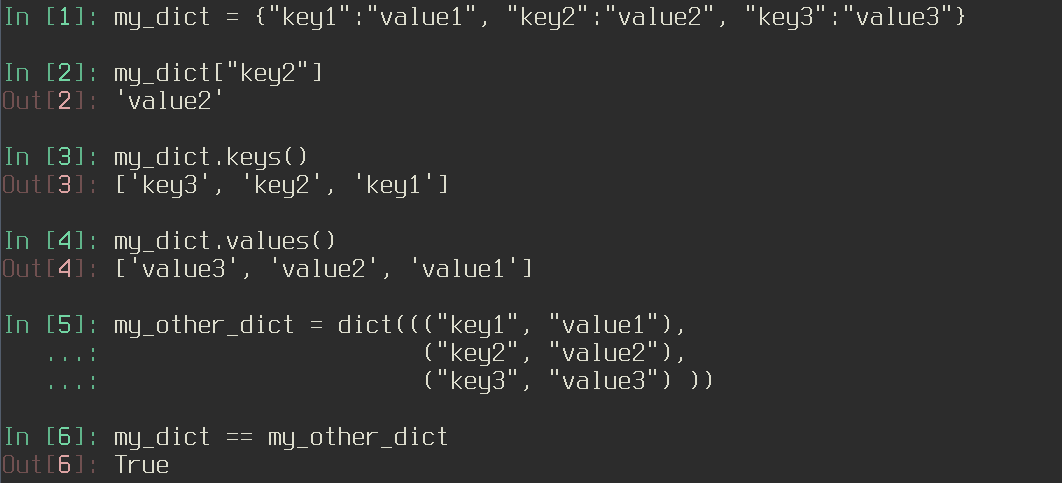 In [1]: my_dict = {"key1":"value1", "key2":"value2", "key3":"value3"}
In [2]: my_dict["key2"]
Out[2]: 'value2'
In [3]: my_dict.keys()
Out[3]: ['key3', 'key2', 'key1']
In [4]: my_dict.values()
Out[4]: ['value3', 'value2', 'value1']
In [5]: my_other_dict = dict((("key1", "value1"),
   ...:                       ("key2", "value2"),
   ...:                       ("key3", "value3") ))
In [6]: my_dict == my_other_dict
Out[6]: True